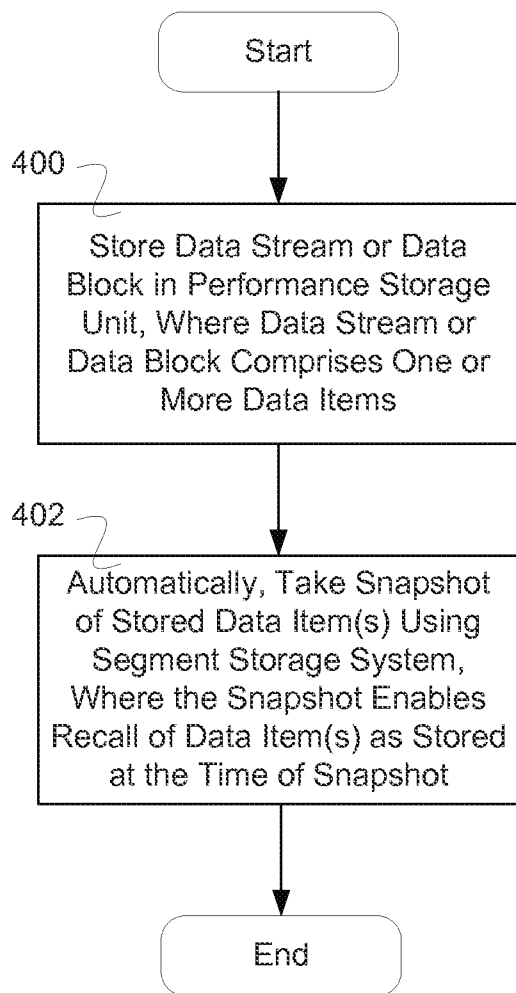 Start
400
Store Data Stream or Data
Block in Performance Storage
Unit, Where Data Stream or
Data Block Comprises One or
More Data Items
402
Automatically, Take Snapshot
of Stored Data Item(s) Using
Segment Storage System,
Where the Snapshot Enables
Recall of Data Item(s) as Stored
at the Time of Snapshot
End